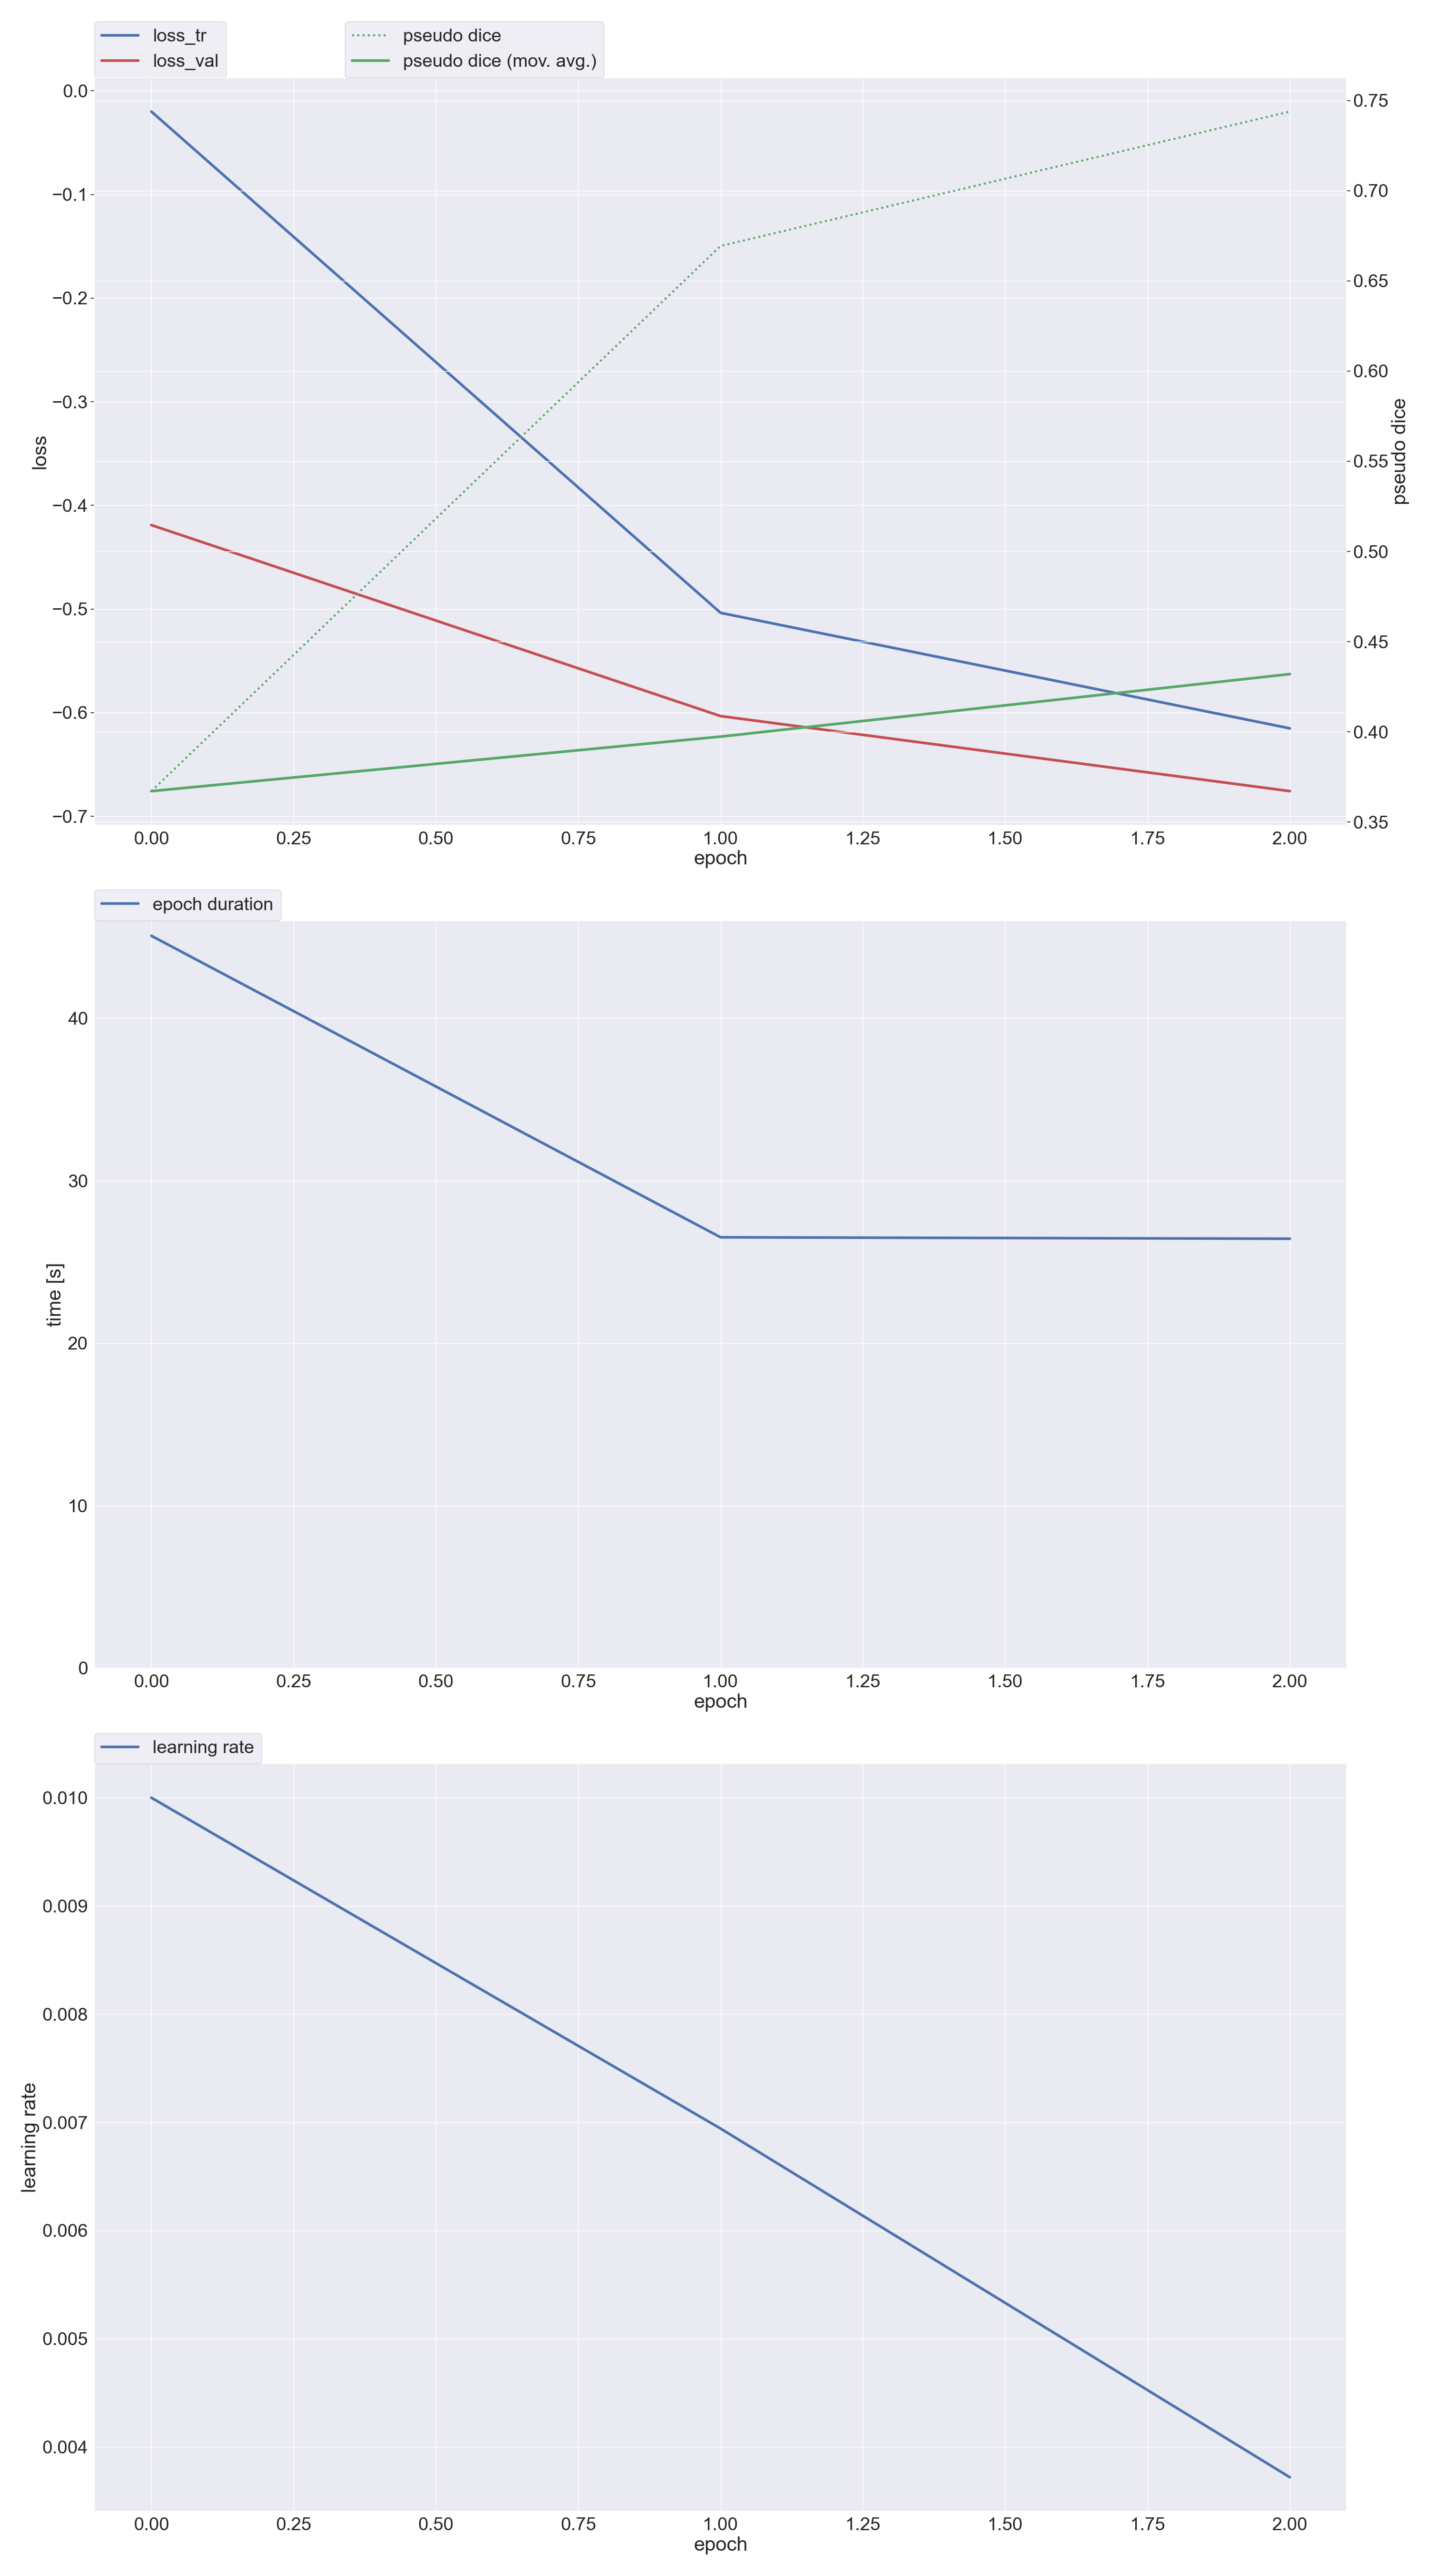 loss_tr
loss_val
pseudo dice
pseudo dice (mov. avg.)
0.0
−0.1
−0.2
−0.3
−0.4
−0.5
−0.6
−0.7
loss
0.75
0.70
0.65
0.60
0.55
0.50
0.45
0.40
0.35
pseudo dice
0.00 0.25 0.50 0.75 1.00 1.25 1.50 1.75 2.00
epoch
epoch duration
40
30
20
10
0
time [s]
0.00 0.25 0.50 0.75 1.00 1.25 1.50 1.75 2.00
epoch
learning rate
0.010
0.009
0.008
0.007
0.006
0.005
0.004
learning rate
0.00 0.25 0.50 0.75 1.00 1.25 1.50 1.75 2.00
epoch